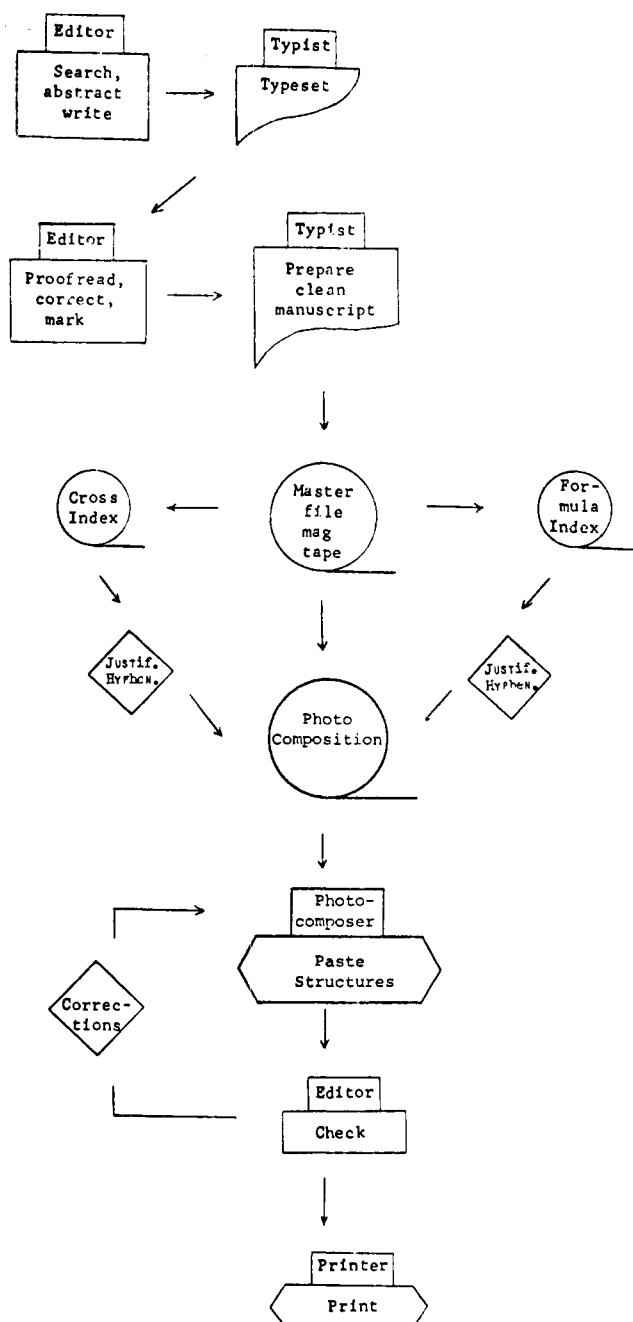 Editor
Search,
abstract
write
Typist
Typeset
Editor
Proofread,
correct,
mark
Typist
Prepare
clean
manuscript
Cross
Index
Master
file
mag
tape
For-
mula
Index
Justif.
Hyphen.
Justif.
Hyphen.
Photo
Composition
Photo-
composer
Paste
Structures
Correc-
tions
Editor
Check
Printer
Print